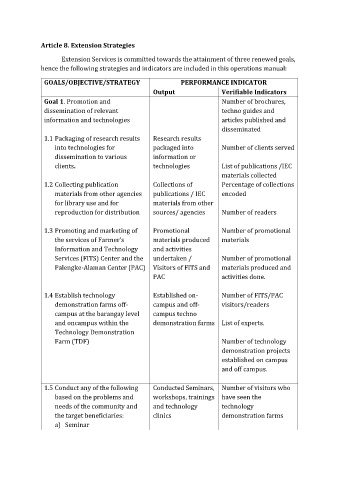 Article 8. Extension Strategies
Extension Services is committed towards the attainment of three renewed goals,
hence the following strategies and indicators are included in this operations manual:
GOALS/OBJECTIVE/STRATEGY
PERFORMANCE INDICATOR
Output
Verifiable Indicators
Goal 1. Promotion and
dissemination of relevant
information and technologies
Number of brochures,
techno guides and
articles published and
disseminated
1.1 Packaging of research results
into technologies for
dissemination to various
clients.
Research results
packaged into
information or
technologies
Number of clients served
List of publications /IEC
materials collected
1.2 Collecting publication
materials from other agencies
for library use and for
reproduction for distribution
Collections of
publications / IEC
materials from other
sources/ agencies
Percentage of collections
encoded
Number of readers
1.3 Promoting and marketing of
the services of Farmer's
Information and Technology
Services (FITS) Center and the
Palengke-Alaman Center (PAC)
Promotional
materials produced
and activities
undertaken /
Visitors of FITS and
PAC
Number of promotional
materials
Number of promotional
materials produced and
activities done.
1.4 Establish technology
demonstration farms off-
campus at the barangay level
and oncampus within the
Technology Demonstration
Farm (TDF)
Established on-
campus and off-
campus techno
demonstration farms
Number of FITS/PAC
visitors/readers
List of experts.
Number of technology
demonstration projects
established on campus
and off campus.
1.5 Conduct any of the following
based on the problems and
needs of the community and
the target beneficiaries:
a) Seminar
Conducted Seminars,
workshops, trainings
and technology
clinics
Number of visitors who
have seen the
technology
demonstration farms